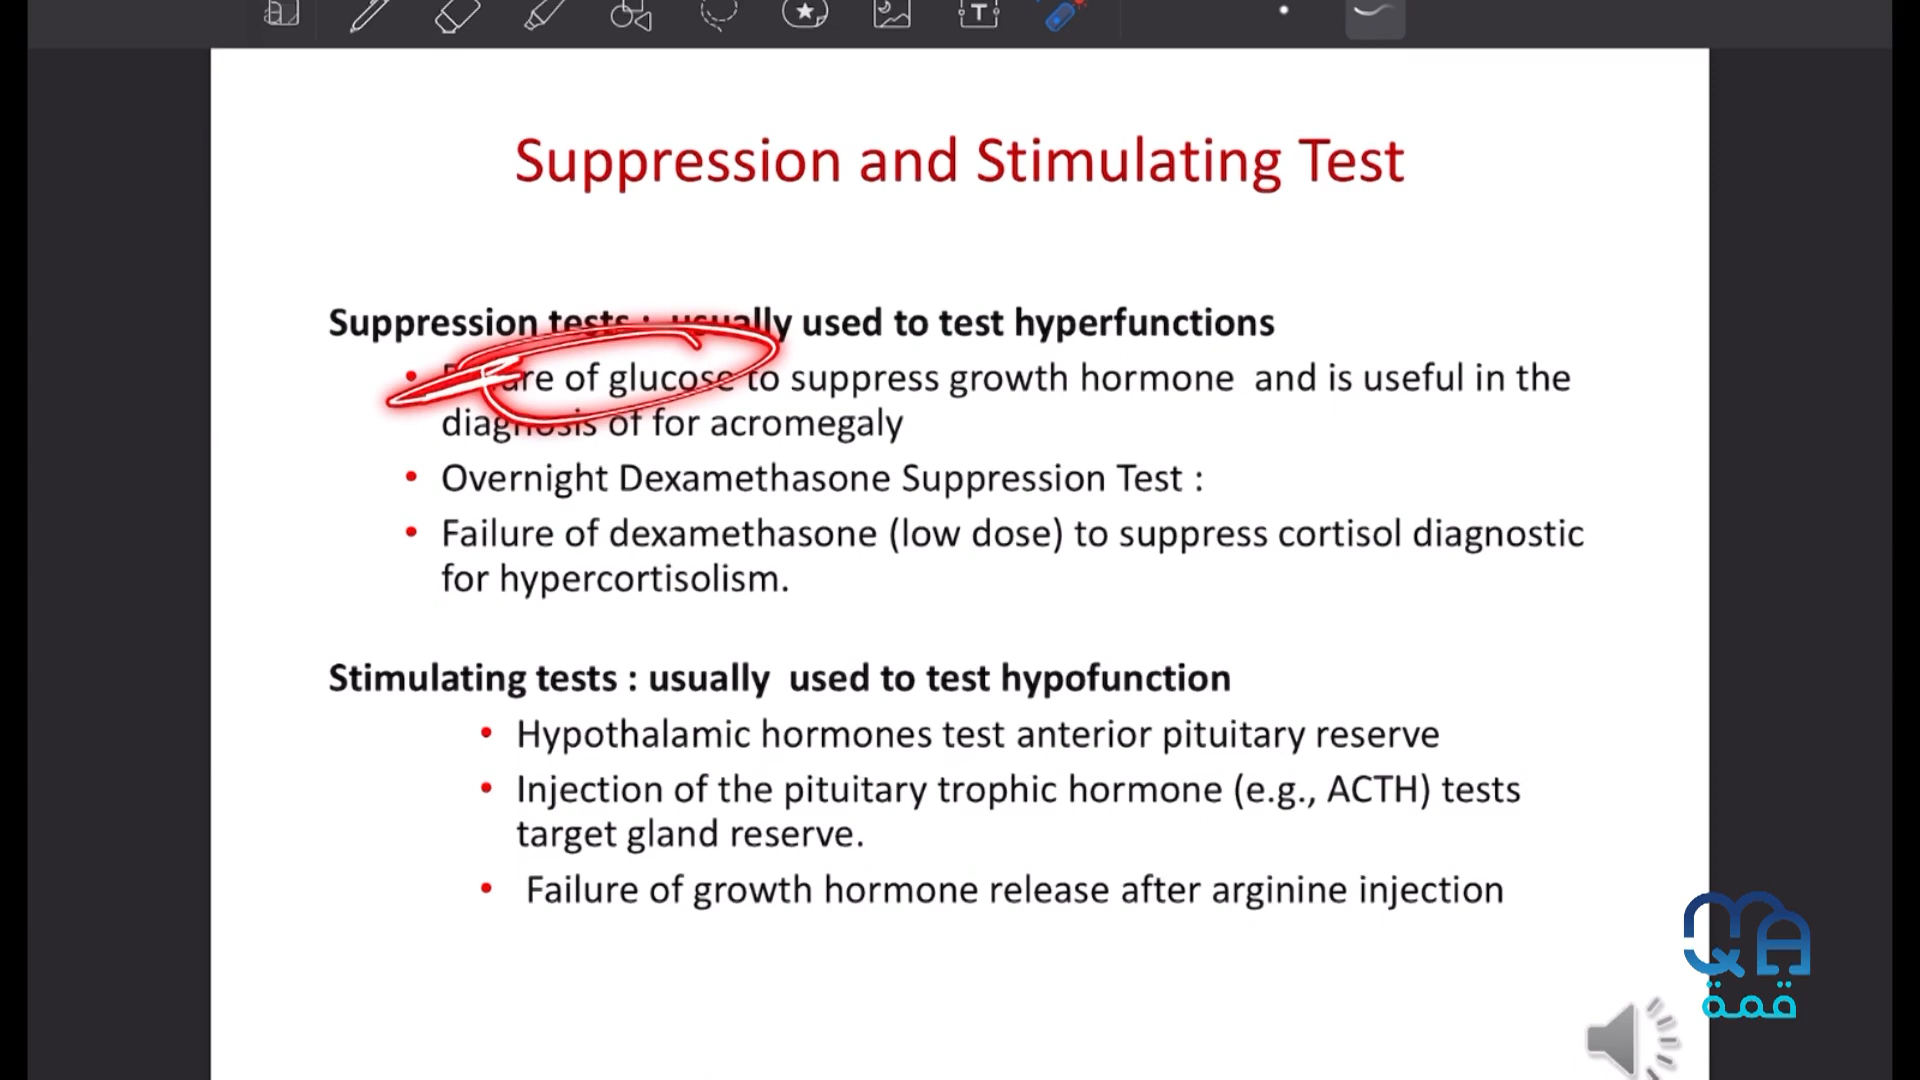 Suppression and Stimulating Test
Suppression tests : usually used to test hyperfunctions
of glucose to suppress growth hormone and is useful in the
diagnosis of for acromegaly
Overnight Dexamethasone Suppression Test :
Failure of dexamethasone (low dose) to suppress cortisol diagnostic
for hypercortisolism.
Stimulating tests : usually used to test hypofunction
Hypothalamic hormones test anterior pituitary reserve
Injection of the pituitary trophic hormone (e.g., ACTH) tests
target gland reserve.
Failure of growth hormone release after arginine injection
قمة